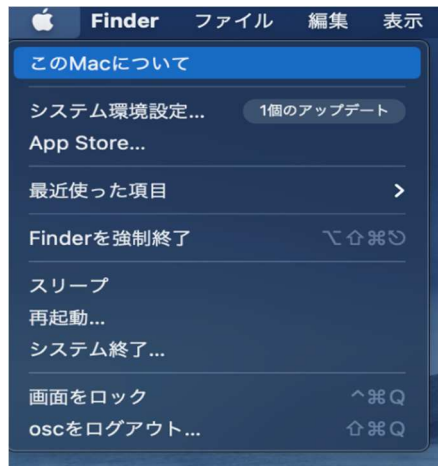 Finder ファイル 編集 表示
このMacについて
システム環境設定... 1個のアップデート
App Store...
最近使った項目 >
Finderを強制終了 ⌥⇧⌘⎋
スリープ
再起動...
システム終了...
画面をロック ^⌘Q
oscをログアウト... ⇧⌘Q